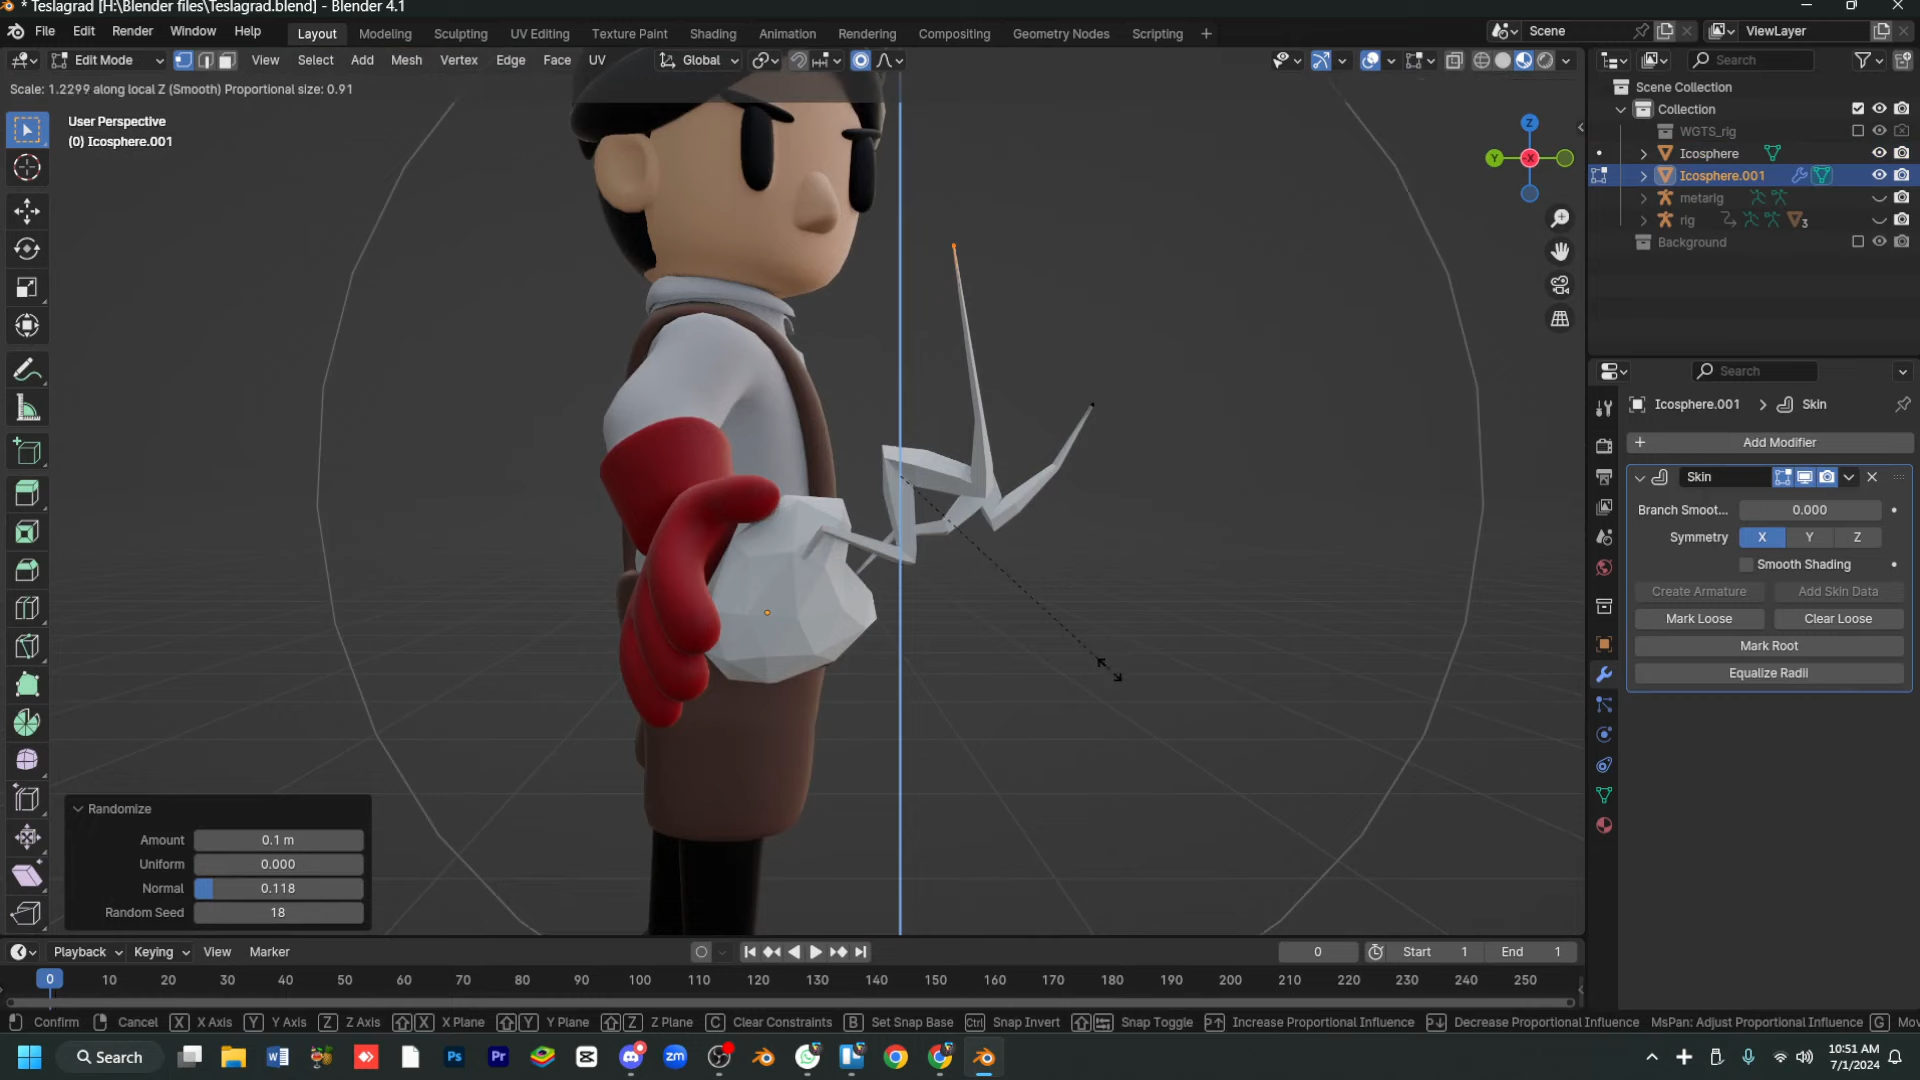 * Teslagrad [H:\Blender files\Teslagrad.blend] - Blender 4.1
File Edit Render Window Help Layout Modeling Sculpting UV Editing Texture Paint Shading Animation Rendering Compositing Geometry Nodes Scripting + Scene ViewLayer
Edit Mode View Select Add Mesh Vertex Edge Face UV Global Search
Scale: 1.2299 along local Z (Smooth) Proportional size: 0.91
User Perspective
(0) Icosphere.001
Z
Y
-X
Scene Collection
Collection
WGTS_rig
Icosphere
Icosphere.001
metarig
rig 3
Background
Search
Icosphere.001 > Skin
+ Add Modifier
Skin
Branch Smoot... 0.000
Symmetry X Y Z
Smooth Shading
Create Armature Add Skin Data
Mark Loose Clear Loose
Mark Root
Equalize Radii
Randomize
Amount 0.1 m
Uniform 0.000
Normal 0.118
Random Seed 18
Playback Keying View Marker 0 Start 1 End 1
0 10 20 30 40 50 60 70 80 90 100 110 120 130 140 150 160 170 180 190 200 210 220 230 240 250
Confirm Cancel X X Axis Y Y Axis Z Z Axis X X Plane Y Y Plane Z Z Plane C Clear Constraints B Set Snap Base Ctrl Snap Invert Snap Toggle Increase Proportional Influence Decrease Proportional Influence MsPan: Adjust Proportional Influence G Mov
Search W Ps Pr zm 10:51 AM
7/1/2024